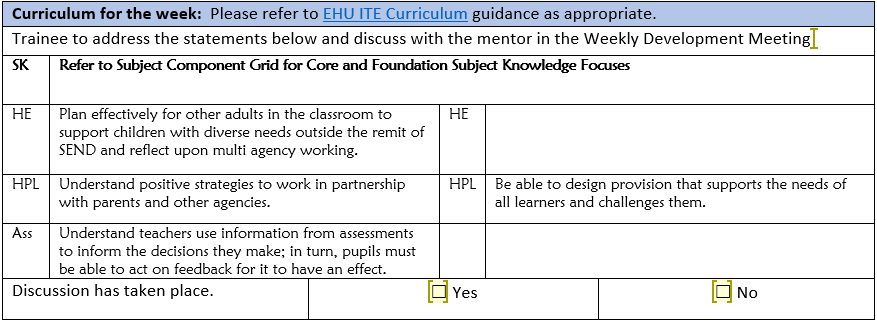 Curriculum for the week: Please refer to EHU ITE Curriculum guidance as appropriate.
Trainee to address the statements below and discuss with the mentor in the Weekly Development Meeting
SK Refer to Subject Component Grid for Core and Foundation Subject Knowledge Focuses
HE Plan effectively for other adults in the classroom to
support children with diverse needs outside the remit of
SEND and reflect upon multi agency working.
HE
HPL Understand positive strategies to work in partnership
with parents and other agencies.
HPL Be able to design provision that supports the needs of
all learners and challenges them.
Ass Understand teachers use information from assessments
to inform the decisions they make; in turn, pupils must
be able to act on feedback for it to have an effect.
Discussion has taken place. ☐ Yes ☐ No